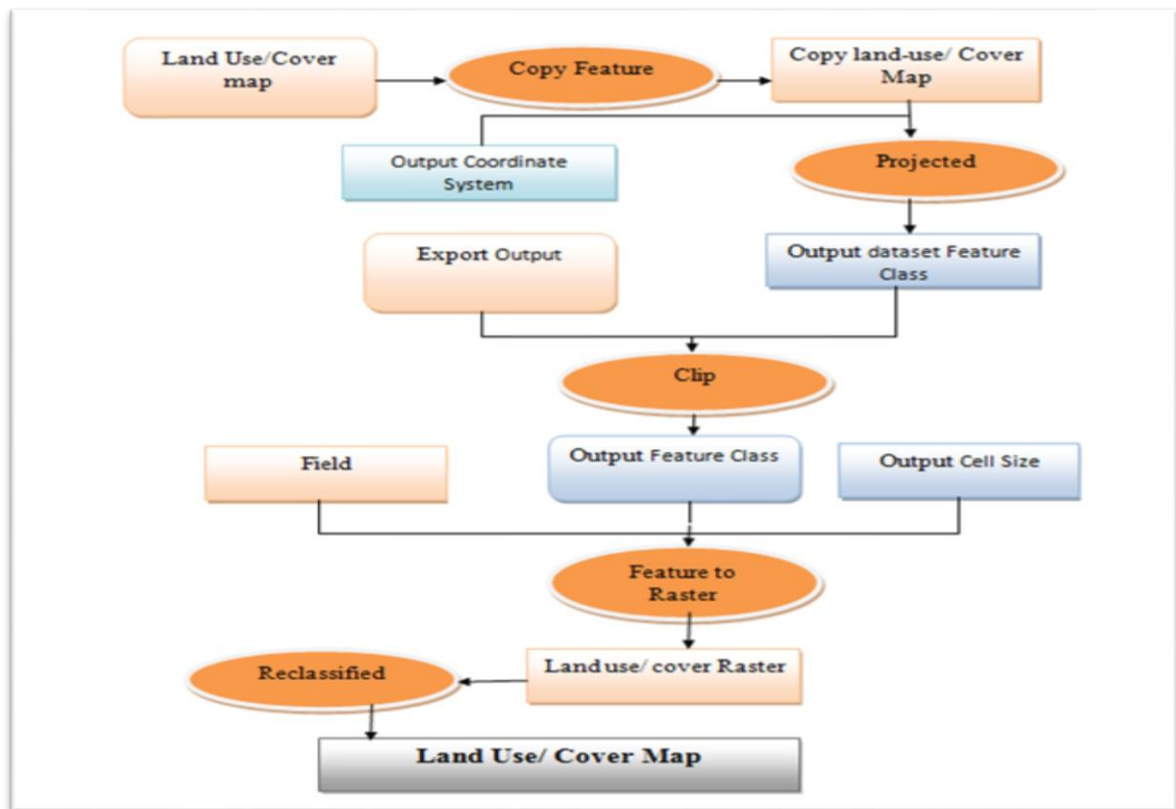 Land Use/Cover
map
Copy Feature
Copy land-use/ Cover
Map
Output Coordinate
System
Projected
Export Output
Output dataset Feature
Class
Clip
Field
Output Feature Class
Output Cell Size
Feature to
Raster
Land use/ cover Raster
Reclassified
Land Use/ Cover Map